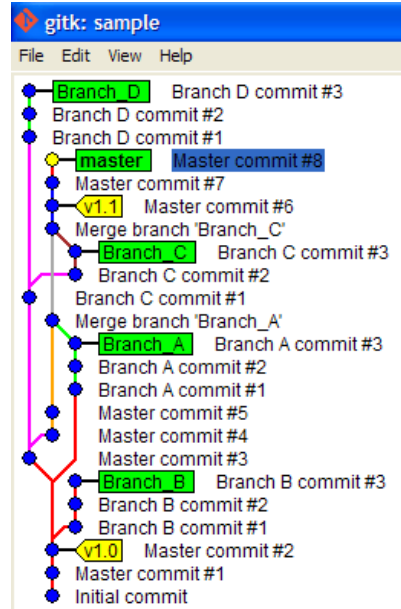 gitk: sample
File Edit View Help
Branch_D Branch D commit #3
Branch D commit #2
Branch D commit #1
master Master commit #8
Master commit #7
v1.1 Master commit #6
Merge branch 'Branch_C'
Branch_C Branch C commit #3
Branch C commit #2
Branch C commit #1
Merge branch 'Branch_A'
Branch_A Branch A commit #3
Branch A commit #2
Branch A commit #1
Master commit #5
Master commit #4
Master commit #3
Branch_B Branch B commit #3
Branch B commit #2
Branch B commit #1
v1.0 Master commit #2
Master commit #1
Initial commit